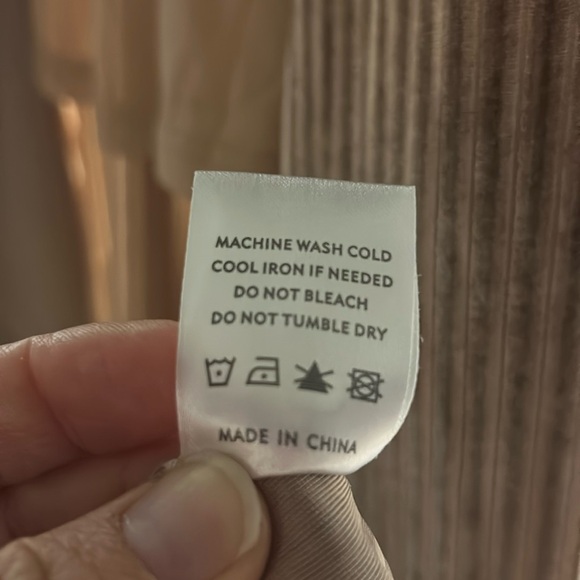 MACHINE WASH COLD
COOL IRON IF NEEDED
DO NOT BLEACH
DO NOT TUMBLE DRY
MADE IN CHINA